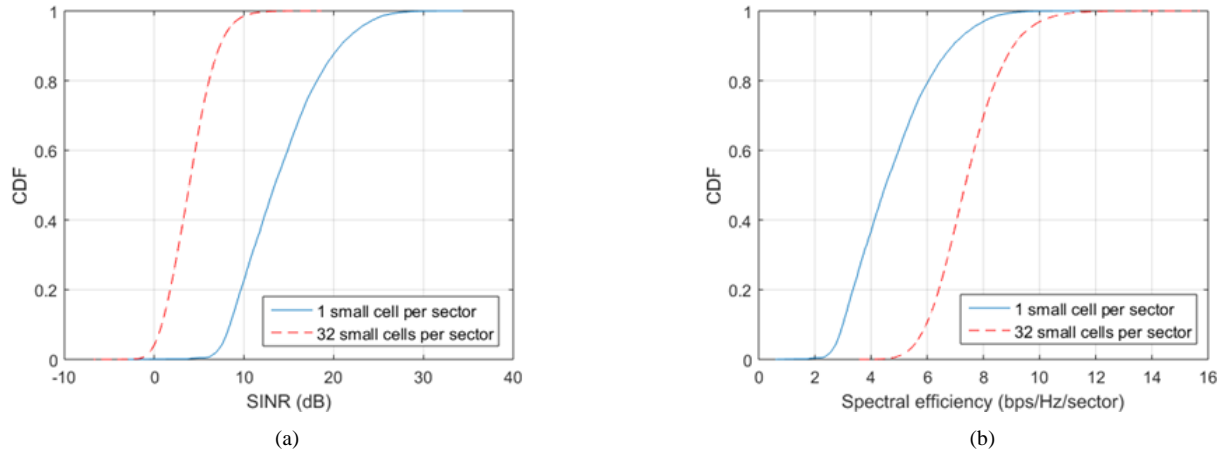 1
0.8
0.6
0.4
0.2
0
CDF
-10 0 10 20 30 40
SINR (dB)
1 small cell per sector
32 small cells per sector
(a)
1
0.8
0.6
0.4
0.2
0
CDF
0 2 4 6 8 10 12 14 16
Spectral efficiency (bps/Hz/sector)
1 small cell per sector
32 small cells per sector
(b)